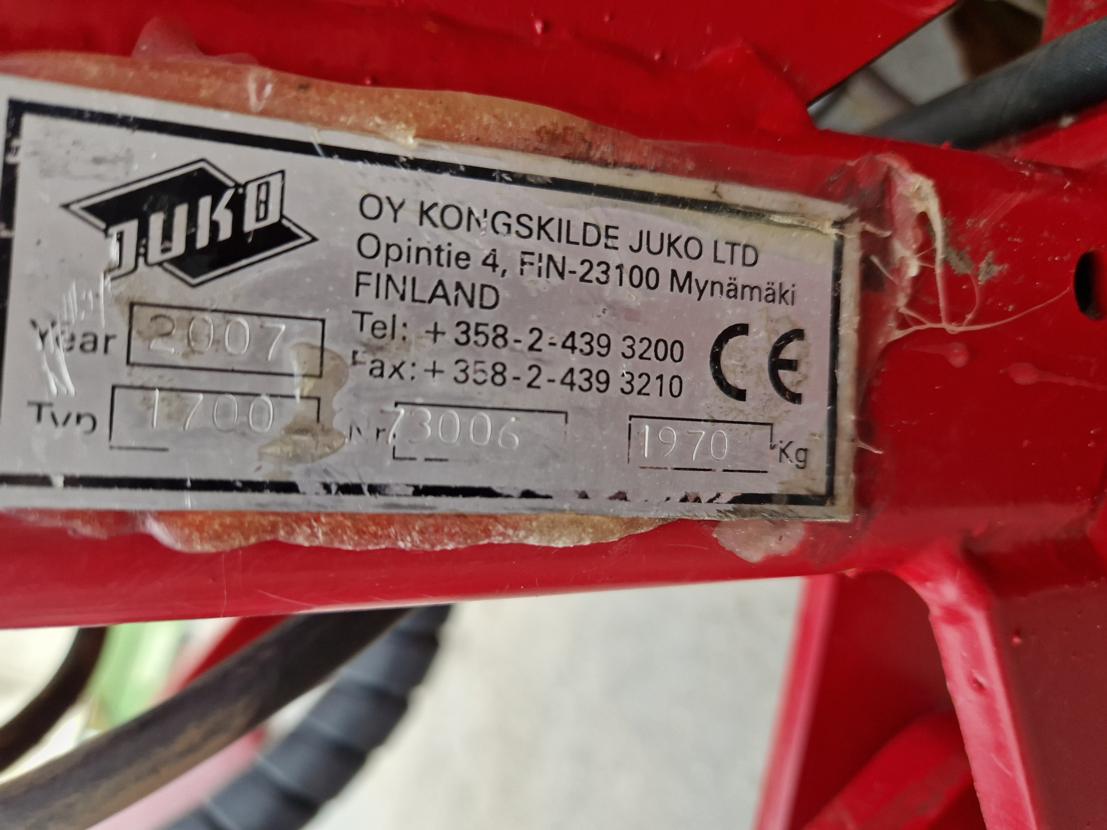 JUKO
OY KONGSKILDE JUKO LTD
Opintie 4, FIN-23100 Mynämäki
FINLAND
Tel: +358-2-439 3200
Fax: +358-2-439 3210
CE
Year 2007
Typ 1700 Nr. 73006 1970 Kg